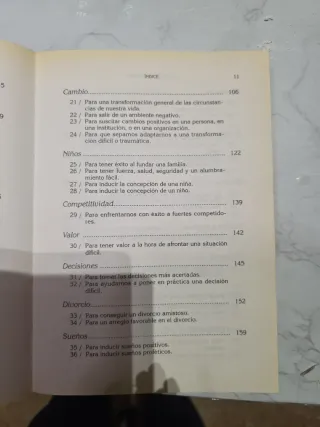 5
9
ÍNDICE 11
Cambio 106
21 / Para una transformación general de las circunstan-
cias de nuestra vida.
22 / Para salir de un ambiente negativo.
23 / Para suscitar cambios positivos en una persona, en
una institución, o en una organización.
24 / Para que sepamos adaptarnos a una transforma-
ción difícil o traumática.
Niños 122
25 / Para tener éxito al fundar una familia.
26 / Para tener fuerza, salud, seguridad y un alumbra-
miento fácil.
27 / Para inducir la concepción de una niña.
28 / Para inducir la concepción de un niño.
Competitividad 139
29 / Para enfrentarnos con éxito a fuertes competido-
res.
Valor 142
30 / Para tener valor a la hora de afrontar una situación
difícil.
Decisiones 145
31 / Para tomar las decisiones más acertadas.
32 / Para ayudarnos a poner en práctica una decisión
difícil.
Divorcio 152
33 / Para conseguir un divorcio amistoso.
34 / Para un arreglo favorable en el divorcio.
Sueños 159
35 / Para inducir sueños positivos.
36 / Para inducir sueños proféticos.